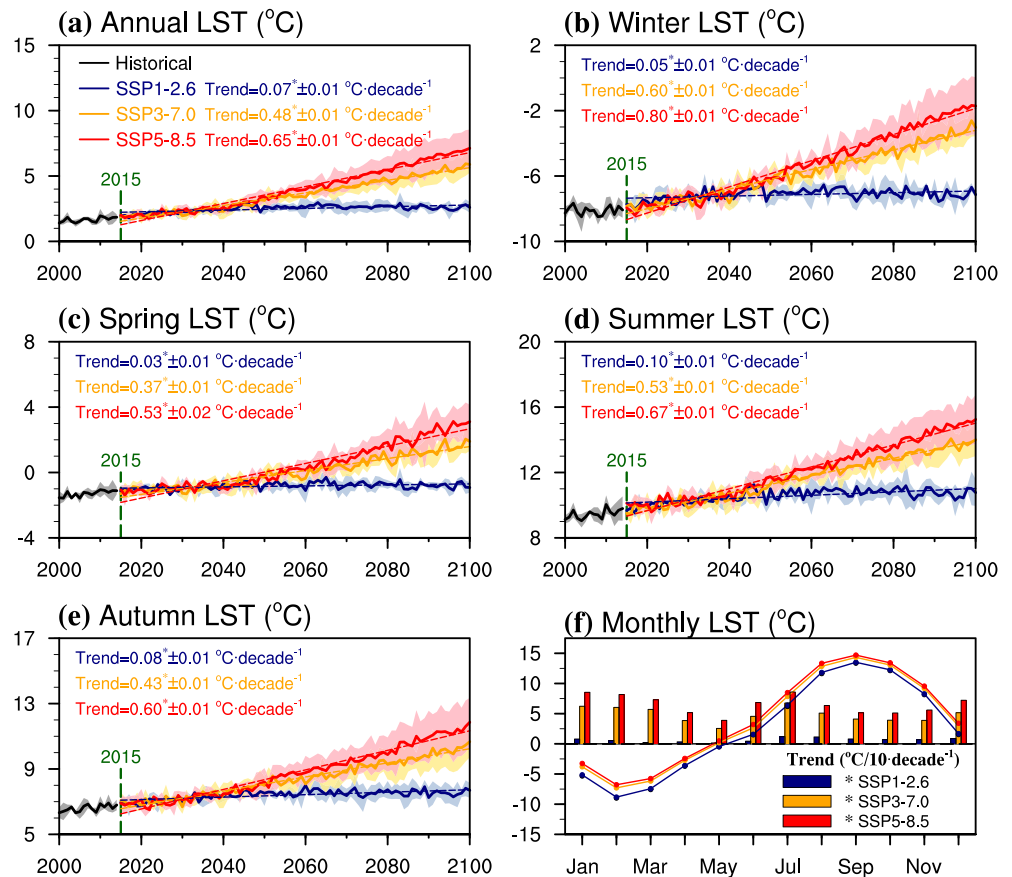 (a) Annual LST (°C)
15
10
5
0
Historical
SSP1-2.6 Trend=0.07*±0.01 °C·decade⁻¹
SSP3-7.0 Trend=0.48*±0.01 °C·decade⁻¹
SSP5-8.5 Trend=0.65*±0.01 °C·decade⁻¹
2015
2000 2020 2040 2060 2080 2100
(b) Winter LST (°C)
2
-2
-6
-10
Trend=0.05*±0.01 °C·decade⁻¹
Trend=0.60*±0.01 °C·decade⁻¹
Trend=0.80*±0.01 °C·decade⁻¹
2015
2000 2020 2040 2060 2080 2100
(c) Spring LST (°C)
8
4
0
-4
Trend=0.03*±0.01 °C·decade⁻¹
Trend=0.37*±0.01 °C·decade⁻¹
Trend=0.53*±0.02 °C·decade⁻¹
2015
2000 2020 2040 2060 2080 2100
(d) Summer LST (°C)
20
16
12
8
Trend=0.10*±0.01 °C·decade⁻¹
Trend=0.53*±0.01 °C·decade⁻¹
Trend=0.67*±0.01 °C·decade⁻¹
2015
2000 2020 2040 2060 2080 2100
(e) Autumn LST (°C)
17
13
9
5
Trend=0.08*±0.01 °C·decade⁻¹
Trend=0.43*±0.01 °C·decade⁻¹
Trend=0.60*±0.01 °C·decade⁻¹
2015
2000 2020 2040 2060 2080 2100
(f) Monthly LST (°C)
15
10
5
0
-5
-10
-15
Trend (°C/10·decade⁻¹)
* SSP1-2.6
* SSP3-7.0
* SSP5-8.5
Jan Mar May Jul Sep Nov